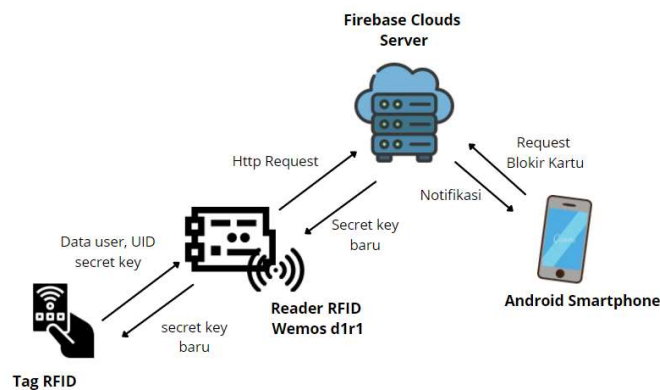 Firebase Clouds
Server
Http Request
Request
Blokir Kartu
Notifikasi
Secret key
baru
Data user, UID
secret key
Reader RFID
Wemos d1r1
Android Smartphone
secret key
baru
Tag RFID